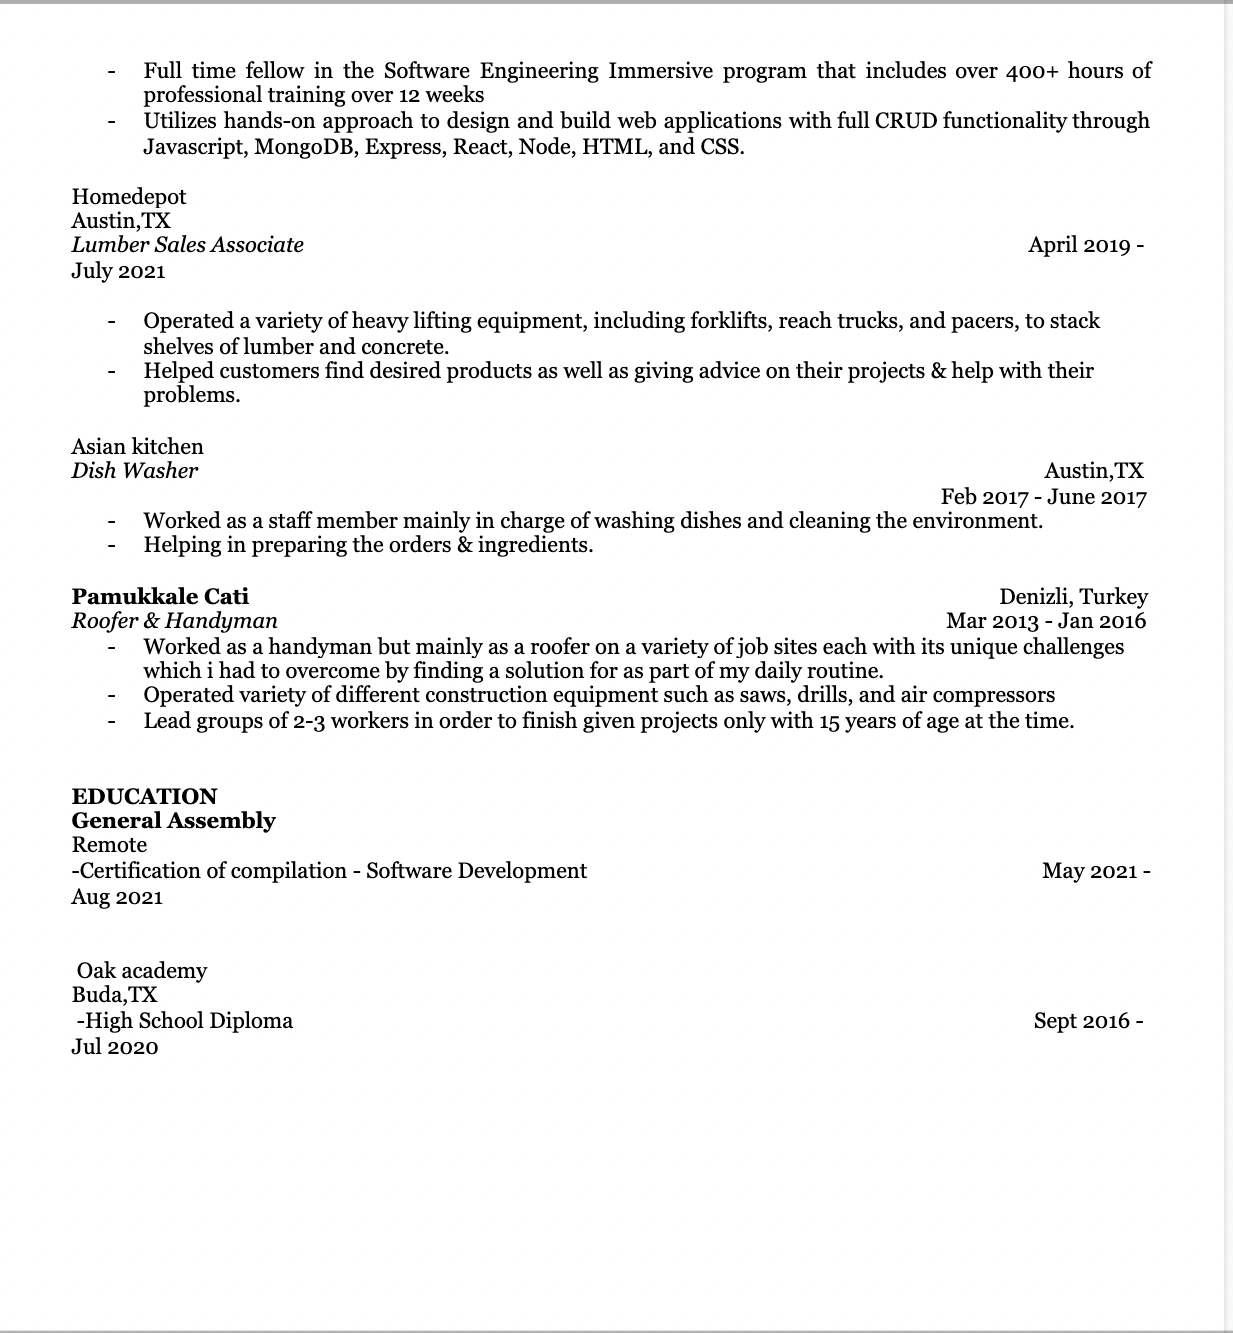 - Full time fellow in the Software Engineering Immersive program that includes over 400+ hours of
professional training over 12 weeks
- Utilizes hands-on approach to design and build web applications with full CRUD functionality through
Javascript, MongoDB, Express, React, Node, HTML, and CSS.
Homedepot
Austin,TX
Lumber Sales Associate April 2019 -
July 2021
- Operated a variety of heavy lifting equipment, including forklifts, reach trucks, and pacers, to stack
shelves of lumber and concrete.
- Helped customers find desired products as well as giving advice on their projects & help with their
problems.
Asian kitchen
Dish Washer Austin,TX
Feb 2017 - June 2017
- Worked as a staff member mainly in charge of washing dishes and cleaning the environment.
- Helping in preparing the orders & ingredients.
Pamukkale Cati Denizli, Turkey
Roofer & Handyman Mar 2013 - Jan 2016
- Worked as a handyman but mainly as a roofer on a variety of job sites each with its unique challenges
which i had to overcome by finding a solution for as part of my daily routine.
- Operated variety of different construction equipment such as saws, drills, and air compressors
- Lead groups of 2-3 workers in order to finish given projects only with 15 years of age at the time.
EDUCATION
General Assembly
Remote
-Certification of compilation - Software Development May 2021 -
Aug 2021
Oak academy
Buda,TX
-High School Diploma Sept 2016 -
Jul 2020